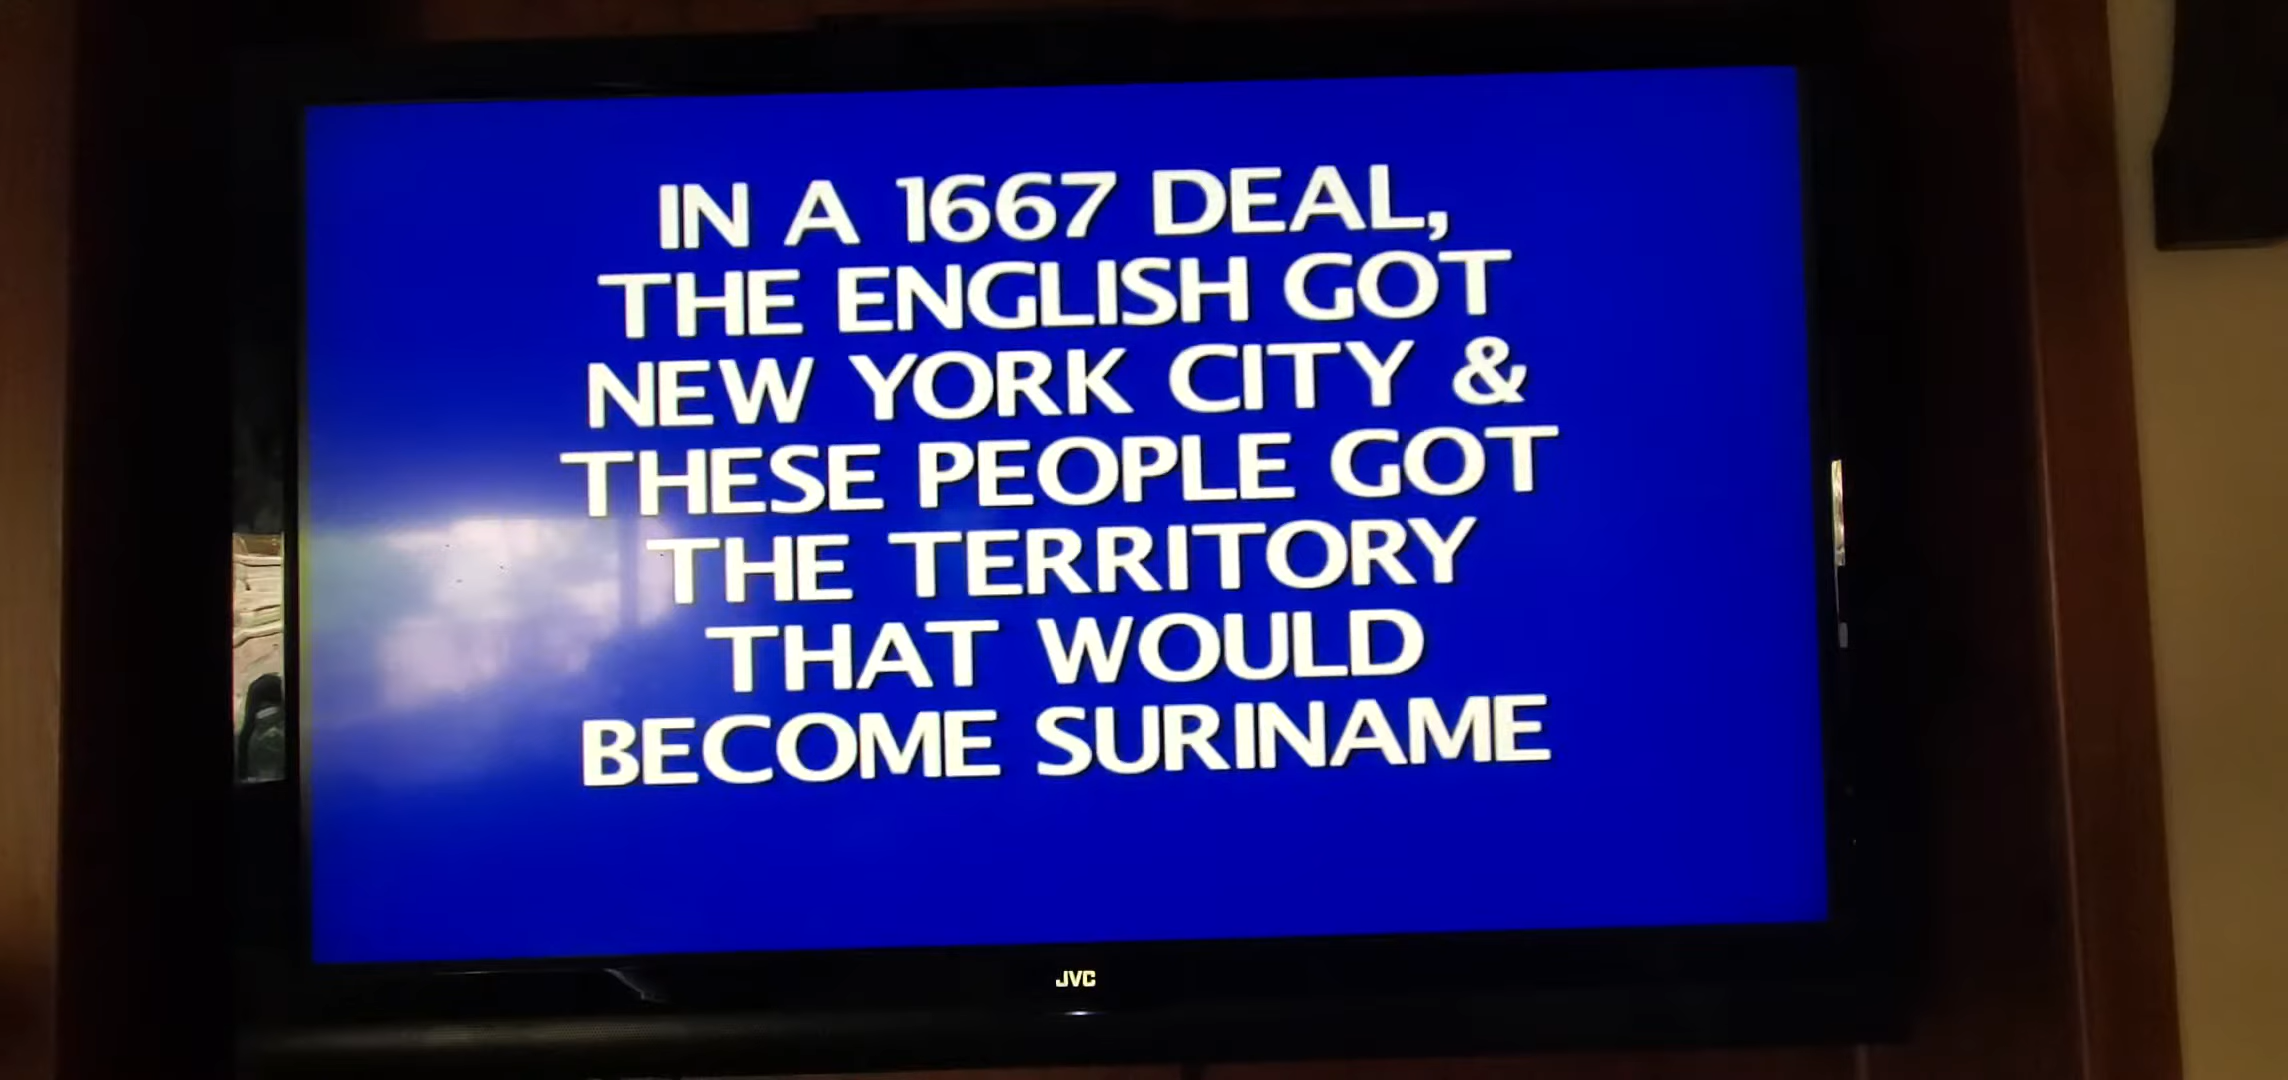 IN A 1667 DEAL,
THE ENGLISH GOT
NEW YORK CITY &
THESE PEOPLE GOT
THE TERRITORY
THAT WOULD
BECOME SURINAME
JVC